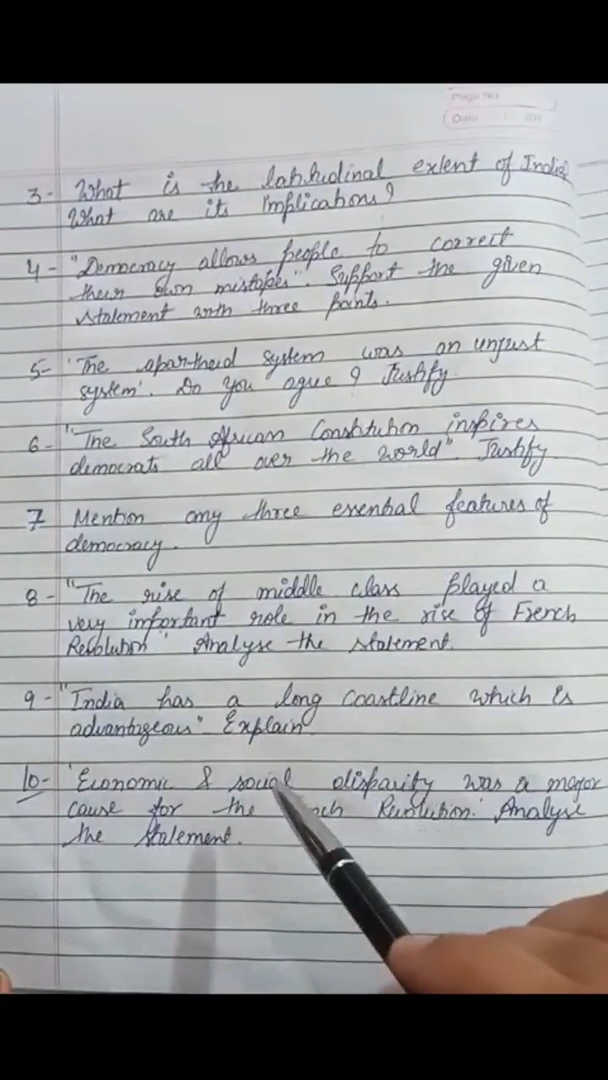 Page No.
Date / 201
3- What is the latitudinal extent of India?
What are its implications?
4- "Democracy allows people to correct
their own mistakes". Support the given
statement with three points.
5- 'The apartheid system was an unjust
system'. Do you agree? Justify.
6- "The South African Constitution inspires
democrats all over the world". Justify
7 Mention any three essential features of
democracy.
8- "The rise of middle class played a
very important role in the rise of French
Revolution" Analyse the statement.
9- "India has a long coastline which is
advantageous" Explain
10- 'Economic & social disparity was a major
cause for the Revolution.' Analyse
the statement.